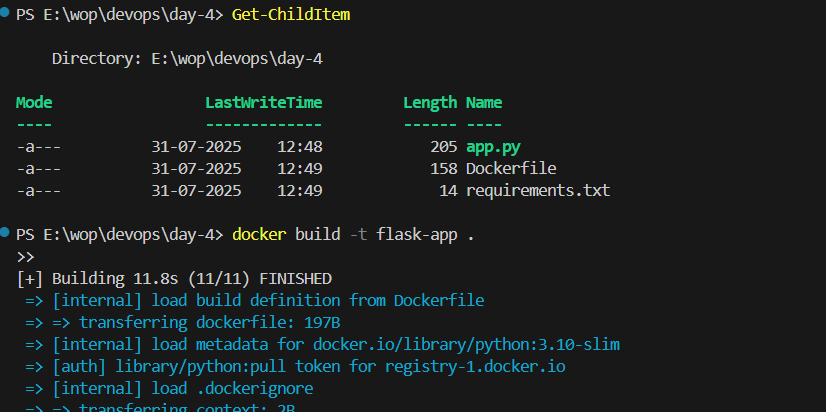 PS E:\wop\devops\day-4> Get-ChildItem
Directory: E:\wop\devops\day-4
Mode LastWriteTime Length Name
---- ------------- ------ ----
-a--- 31-07-2025 12:48 205 app.py
-a--- 31-07-2025 12:49 158 Dockerfile
-a--- 31-07-2025 12:49 14 requirements.txt
PS E:\wop\devops\day-4> docker build -t flask-app .
>>
[+] Building 11.8s (11/11) FINISHED
=> [internal] load build definition from Dockerfile
=> => transferring dockerfile: 197B
=> [internal] load metadata for docker.io/library/python:3.10-slim
=> [auth] library/python:pull token for registry-1.docker.io
=> [internal] load .dockerignore
=> => transferring context: 2B